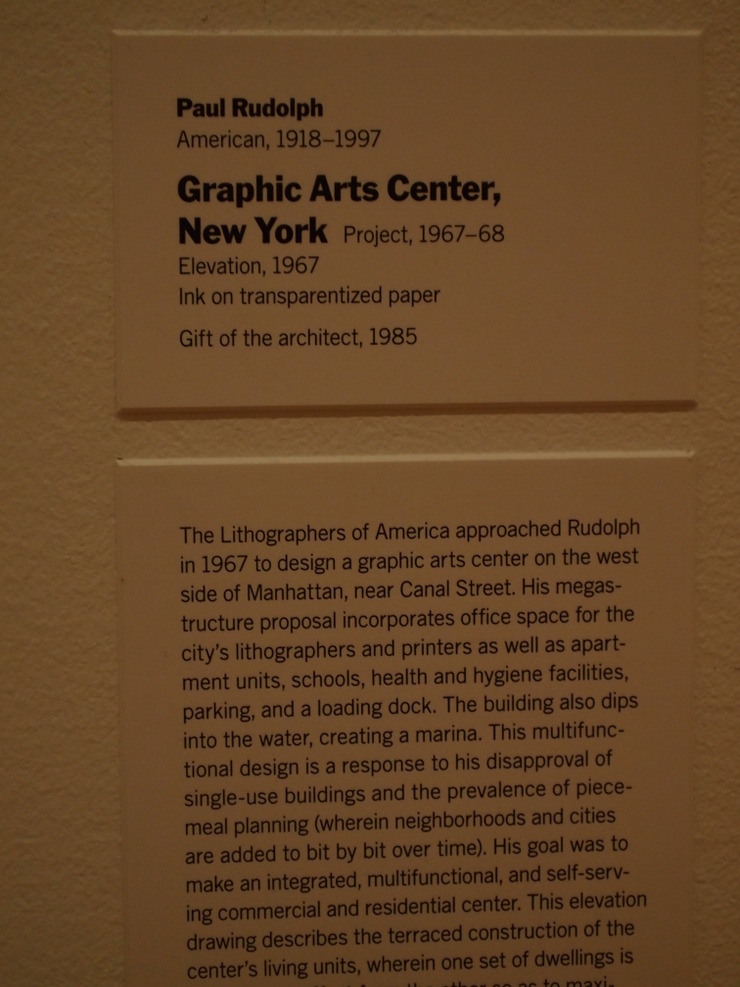 Paul Rudolph
American, 1918–1997
Graphic Arts Center,
New York Project, 1967–68
Elevation, 1967
Ink on transparentized paper
Gift of the architect, 1985
The Lithographers of America approached Rudolph
in 1967 to design a graphic arts center on the west
side of Manhattan, near Canal Street. His megas-
tructure proposal incorporates office space for the
city's lithographers and printers as well as apart-
ment units, schools, health and hygiene facilities,
parking, and a loading dock. The building also dips
into the water, creating a marina. This multifunc-
tional design is a response to his disapproval of
single-use buildings and the prevalence of piece-
meal planning (wherein neighborhoods and cities
are added to bit by bit over time). His goal was to
make an integrated, multifunctional, and self-serv-
ing commercial and residential center. This elevation
drawing describes the terraced construction of the
center's living units, wherein one set of dwellings is
the other so as to maxi-